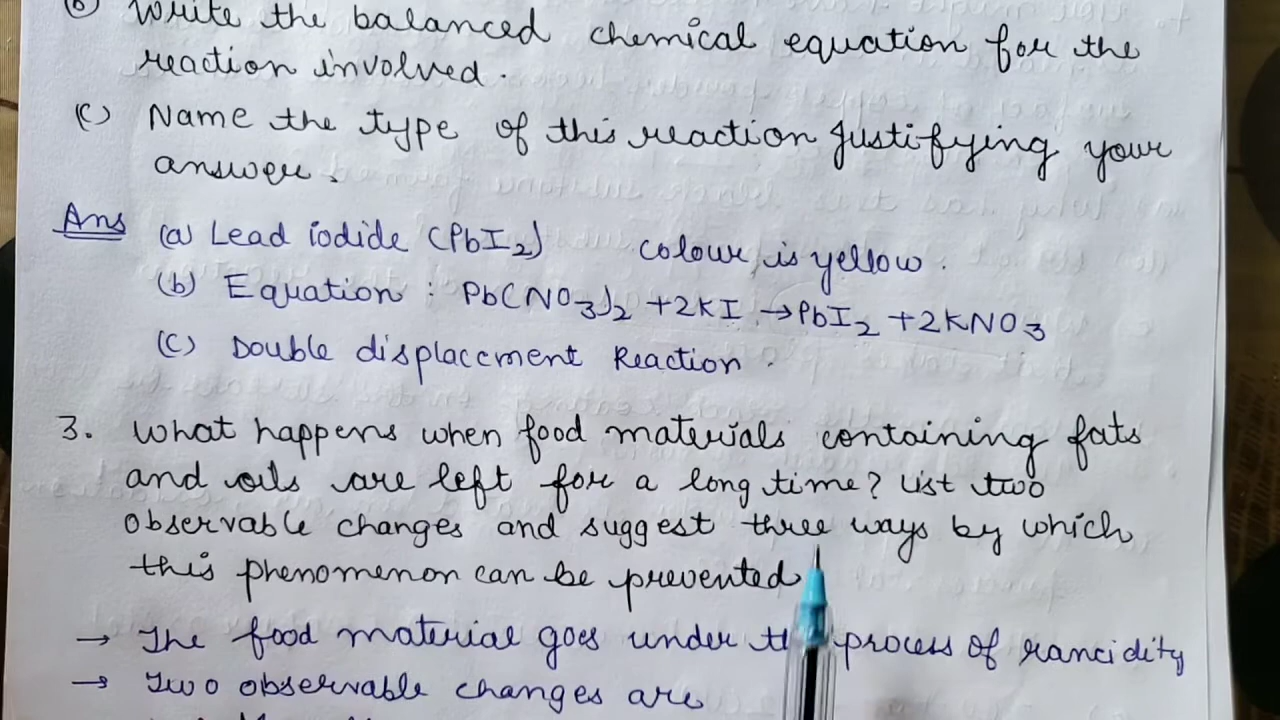 (b) Write the balanced chemical equation for the
reaction involved.
(c) Name the type of this reaction justifying your
answer.
Ans (a) Lead iodide (PbI2) colour is yellow.
(b) Equation : Pb(NO3)2 + 2KI → PbI2 + 2KNO3
(c) Double displacement Reaction.
3. What happens when food materials containing fats
and oils are left for a long time? List two
observable changes and suggest three ways by which
this phenomenon can be prevented
→ The food material goes under process of rancidity
→ Two observable changes are